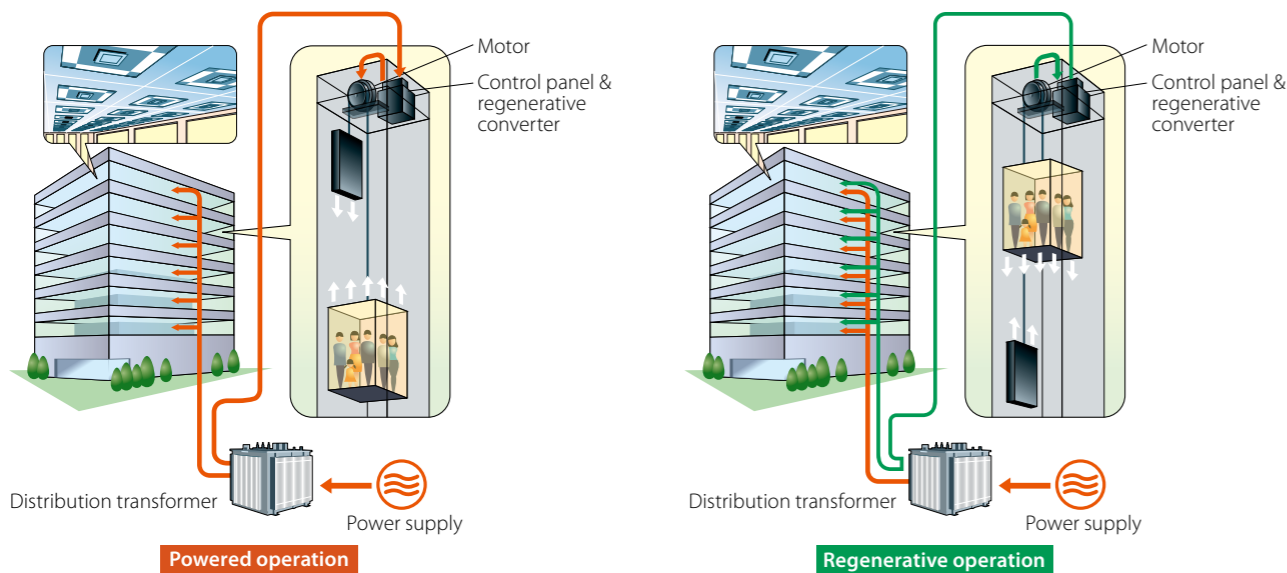 Motor
Control panel &
regenerative
converter
Distribution transformer
Power supply
Powered operation
Motor
Control panel &
regenerative
converter
Distribution transformer
Power supply
Regenerative operation